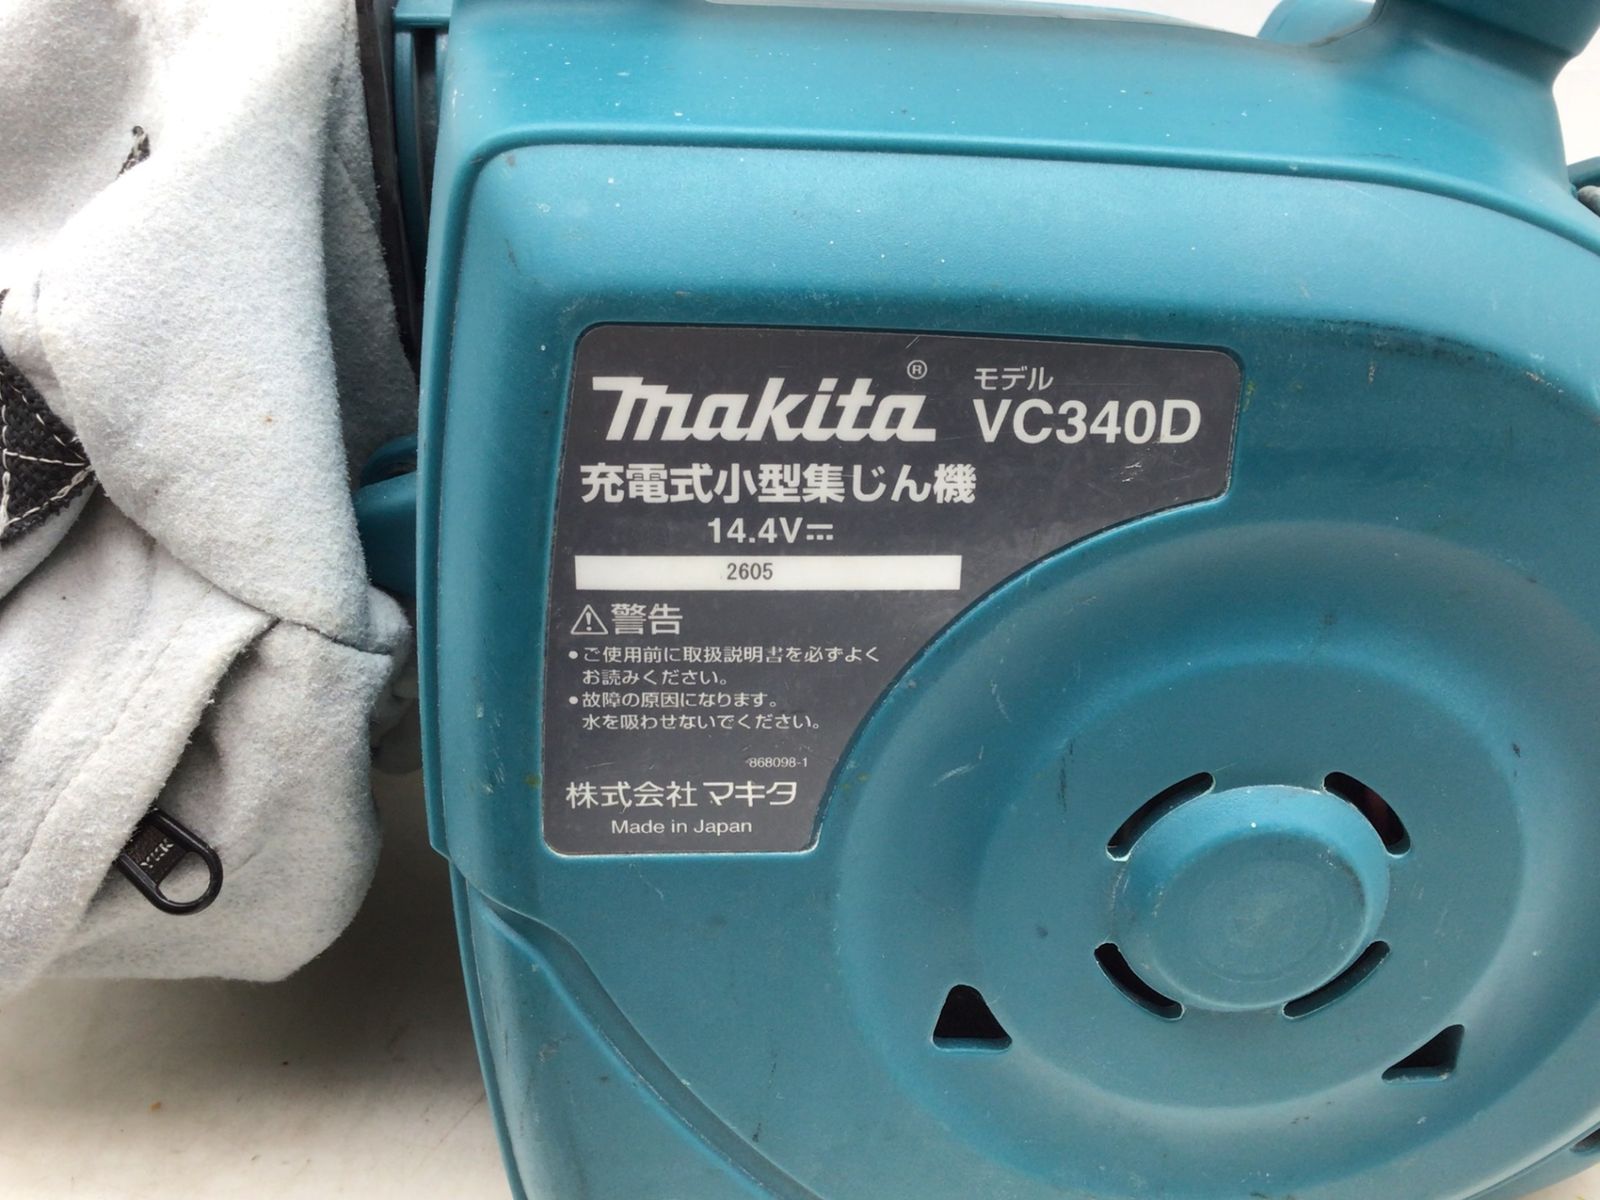 makita® モデル
VC340D
充電式小型集じん機
14.4V⎓
2605
⚠警告
•ご使用前に取扱説明書を必ずよく
お読みください。
•故障の原因になります。
水を吸わせないでください。
868098-1
株式会社マキタ
Made in Japan
YKK